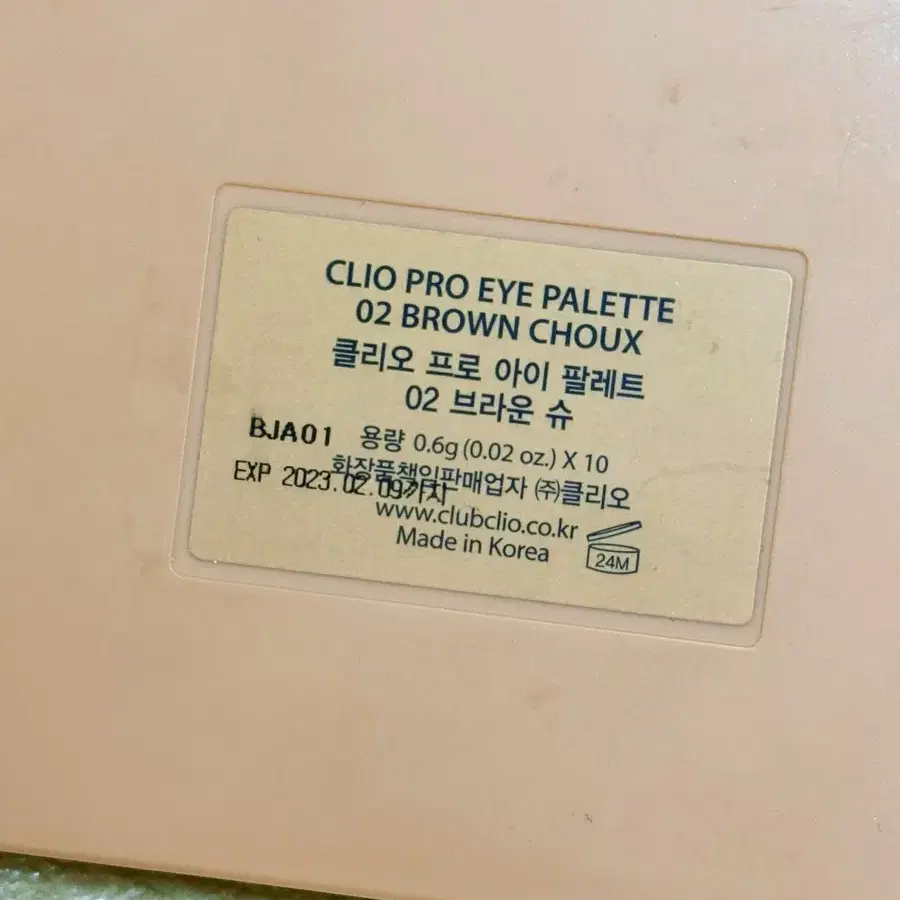 CLIO PRO EYE PALETTE
02 BROWN CHOUX
클리오 프로 아이 팔레트
02 브라운 슈
BJA01 용량 0.6g (0.02 oz.) X 10
화장품책임판매업자 ㈜클리오
EXP 2023.02.09까지
www.clubclio.co.kr
Made in Korea
24M